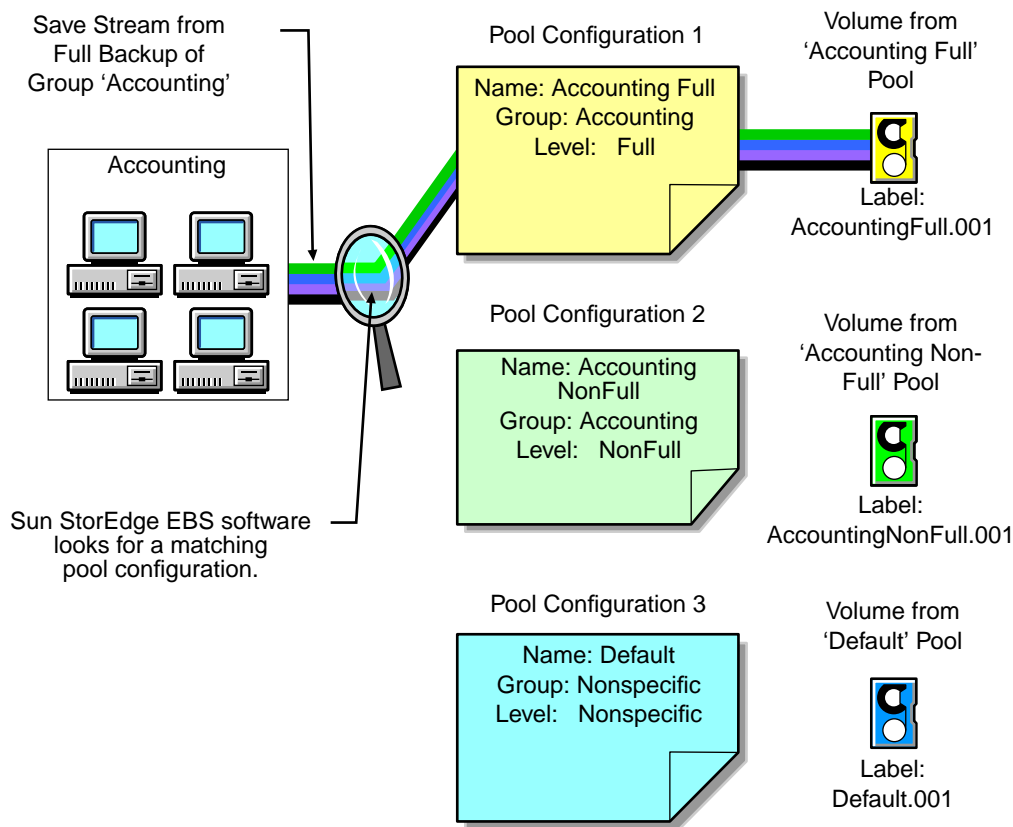 Save Stream from
Full Backup of
Group ‘Accounting’
Accounting
Sun StorEdge EBS software
looks for a matching
pool configuration.
Pool Configuration 1
Name: Accounting Full
Group: Accounting
Level: Full
Volume from
‘Accounting Full’
Pool
Label:
AccountingFull.001
Pool Configuration 2
Name: Accounting
NonFull
Group: Accounting
Level: NonFull
Volume from
‘Accounting Non-
Full’ Pool
Label:
AccountingNonFull.001
Pool Configuration 3
Name: Default
Group: Nonspecific
Level: Nonspecific
Volume from
‘Default’ Pool
Label:
Default.001